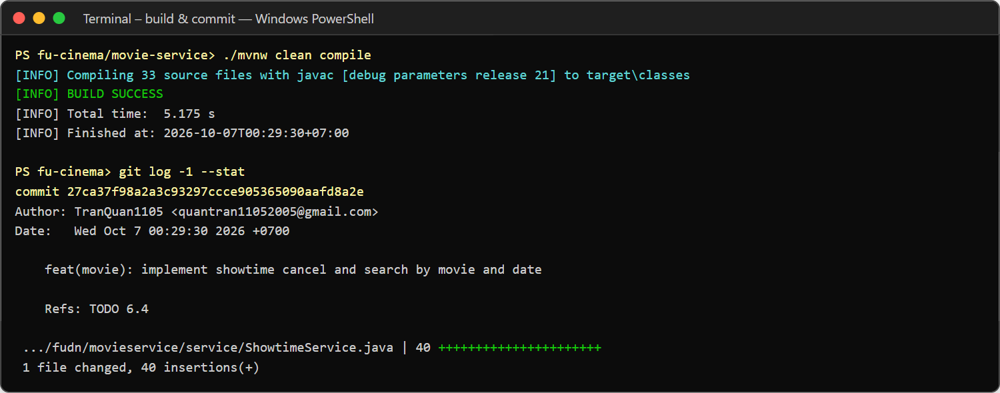 Terminal – build & commit — Windows PowerShell
PS fu-cinema/movie-service> ./mvnw clean compile
[INFO] Compiling 33 source files with javac [debug parameters release 21] to target\classes
[INFO] BUILD SUCCESS
[INFO] Total time:  5.175 s
[INFO] Finished at: 2026-10-07T00:29:30+07:00
PS fu-cinema> git log -1 --stat
commit 27ca37f98a2a3c93297ccce905365090aafd8a2e
Author: TranQuan1105 <quantran11052005@gmail.com>
Date:   Wed Oct 7 00:29:30 2026 +0700
feat(movie): implement showtime cancel and search by movie and date
Refs: TODO 6.4
.../fudn/movieservice/service/ShowtimeService.java | 40 ++++++++++++++++++++++
1 file changed, 40 insertions(+)